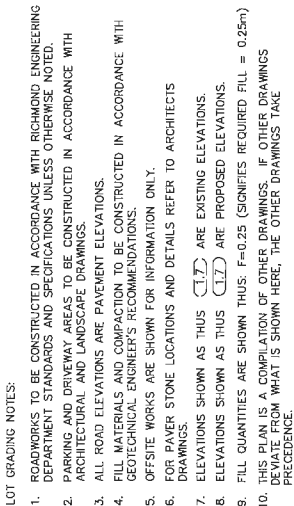 LOT GRADING NOTES:
1. ROADWORKS TO BE CONSTRUCTED IN ACCORDANCE WITH RICHMOND ENGINEERING
DEPARTMENT STANDARDS AND SPECIFICATIONS UNLESS OTHERWISE NOTED.
2. PARKING AND DRIVEWAY AREAS TO BE CONSTRUCTED IN ACCORDANCE WITH
ARCHITECTURAL AND LANDSCAPE DRAWINGS.
3. ALL ROAD ELEVATIONS ARE PAVEMENT ELEVATIONS.
4. FILL MATERIALS AND COMPACTION TO BE CONSTRUCTED IN ACCORDANCE WITH
GEOTECHNICAL ENGINEER'S RECOMMENDATIONS.
5. OFFSITE WORKS ARE SHOWN FOR INFORMATION ONLY.
6. FOR PAVER STONE LOCATIONS AND DETAILS REFER TO ARCHITECTS
DRAWINGS.
7. ELEVATIONS SHOWN AS THUS 1.7 ARE EXISTING ELEVATIONS.
8. ELEVATIONS SHOWN AS THUS 1.7 ARE PROPOSED ELEVATIONS.
9. FILL QUANTITIES ARE SHOWN THUS: F=0.25 (SIGNIFIES REQUIRED FILL = 0.25m)
10. THIS PLAN IS A COMPILATION OF OTHER DRAWINGS. IF OTHER DRAWINGS
DEVIATE FROM WHAT IS SHOWN HERE, THE OTHER DRAWINGS TAKE
PRECEDENCE.